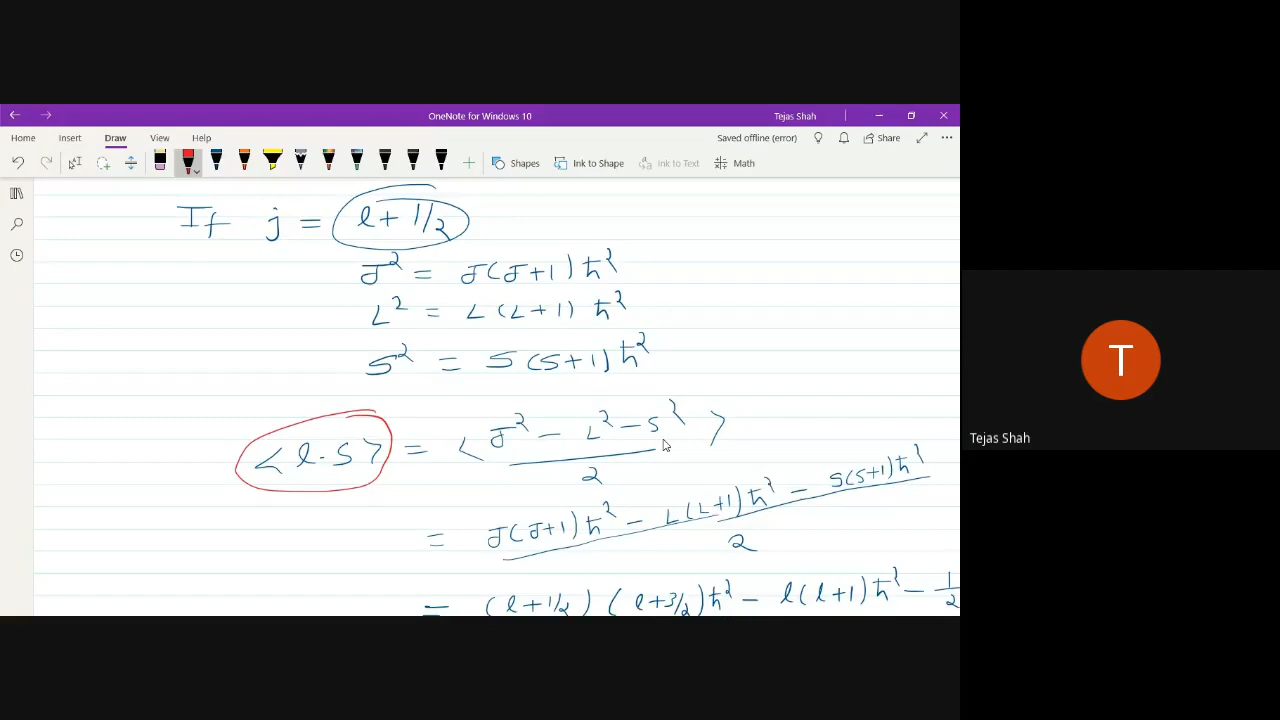 OneNote for Windows 10
Tejas Shah
Home Insert Draw View Help
Saved offline (error)
Share
Shapes
Ink to Shape
Ink to Text
Math
If j = l + 1/2
J² = J(J+1)ħ²
L² = L(L+1)ħ²
S² = S(S+1)ħ²
<l·S> = <J² − L² − S² / 2>
= J(J+1)ħ² − L(L+1)ħ² − S(S+1)ħ² / 2
= (l+1/2)(l+3/2)ħ² − l(l+1)ħ² − 1/2
T
Tejas Shah